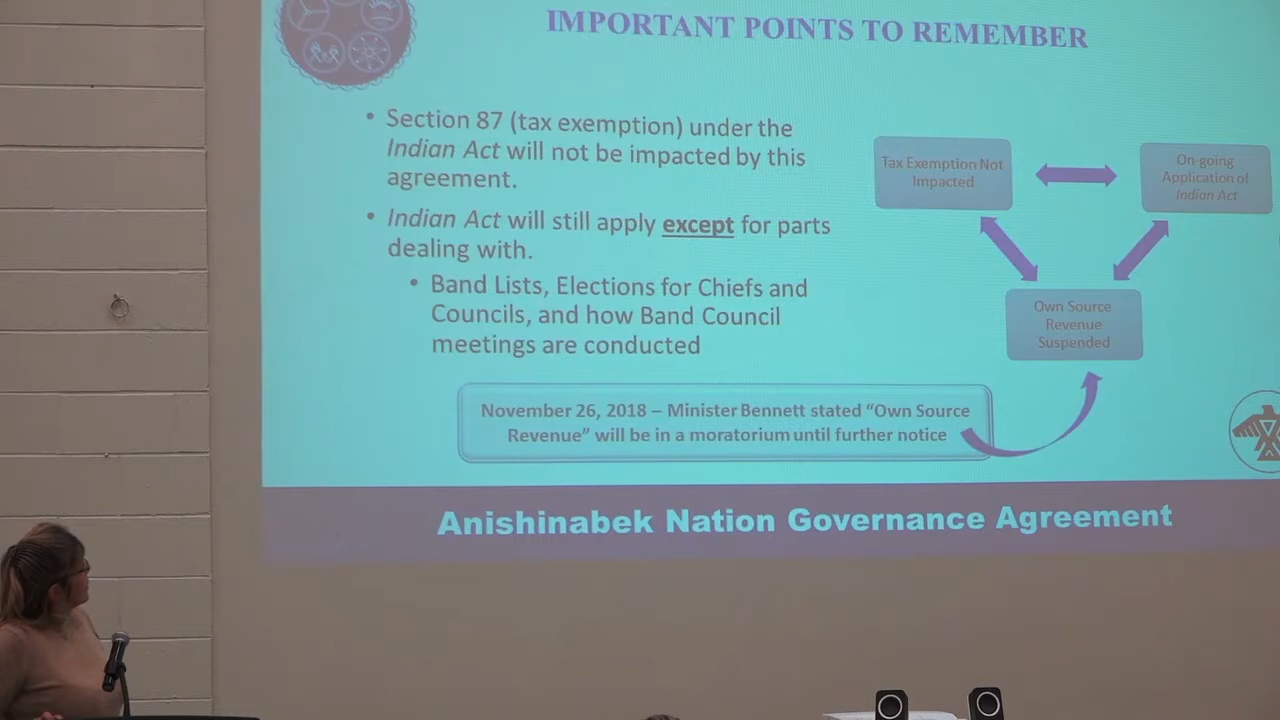 IMPORTANT POINTS TO REMEMBER
• Section 87 (tax exemption) under the
Indian Act will not be impacted by this
agreement.
• Indian Act will still apply except for parts
dealing with.
• Band Lists, Elections for Chiefs and
Councils, and how Band Council
meetings are conducted
Tax Exemption Not
Impacted
On-going
Application of
Indian Act
Own Source
Revenue
Suspended
November 26, 2018 – Minister Bennett stated “Own Source
Revenue” will be in a moratorium until further notice
Anishinabek Nation Governance Agreement